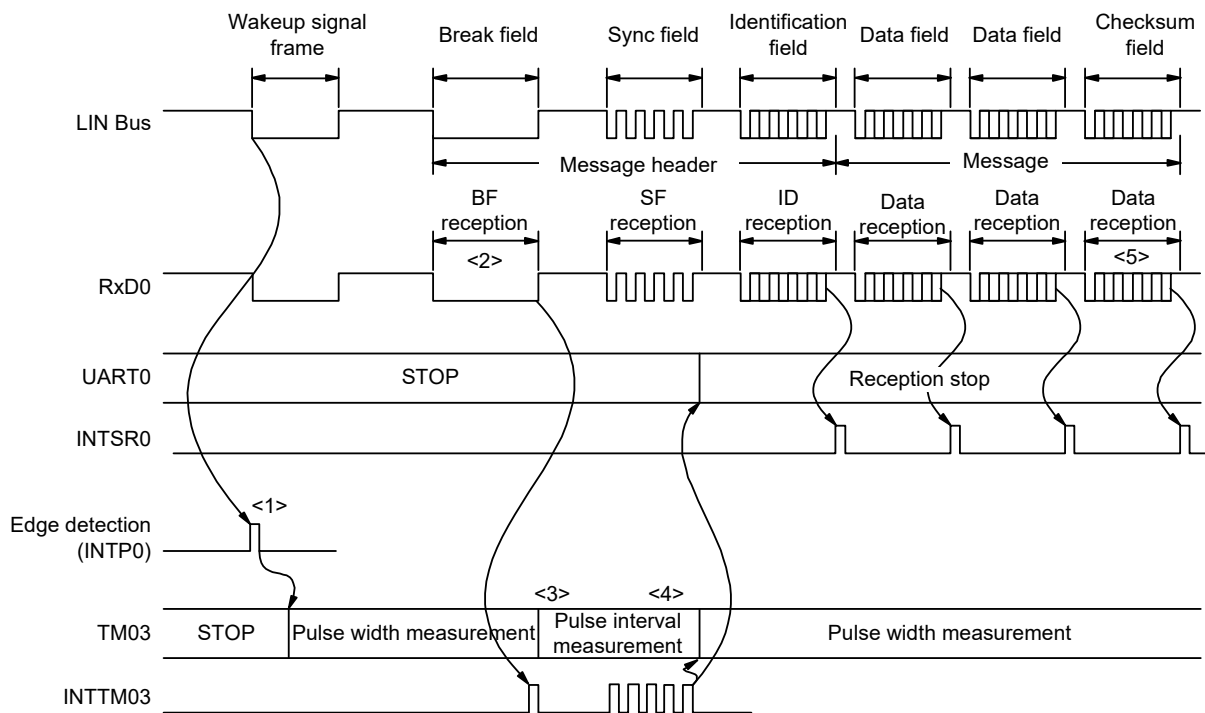 Wakeup signal
frame
Break field
Sync field
Identification
field
Data field
Data field
Checksum
field
LIN Bus
Message header
Message
BF
reception
SF
reception
ID
reception
Data
reception
Data
reception
Data
reception
<2>
<5>
RxD0
UART0
STOP
Reception stop
INTSR0
<1>
Edge detection
(INTP0)
<3>
<4>
TM03
STOP
Pulse width measurement
Pulse interval
measurement
Pulse width measurement
INTTM03